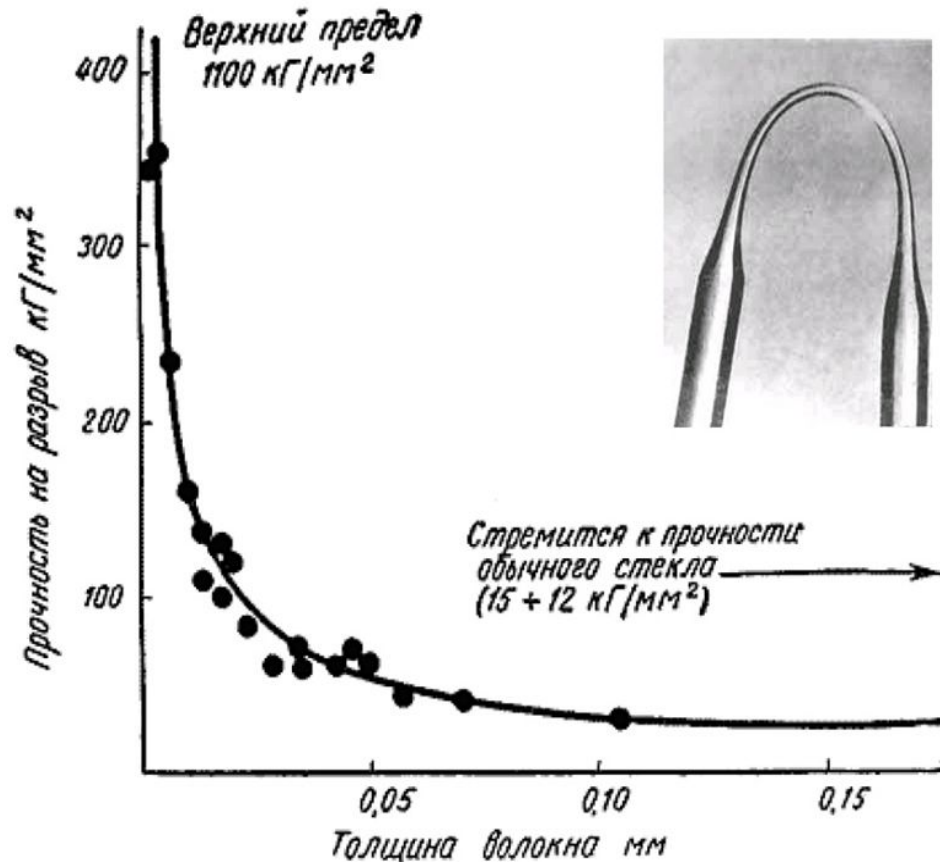 Верхний предел
1100 кГ/мм²
400
300
200
100
Прочность на разрыв кГ/мм²
Стремится к прочности
обычного стекла
(15 + 12 кГ/мм²)
0,05
0,10
0,15
Толщина волокна мм